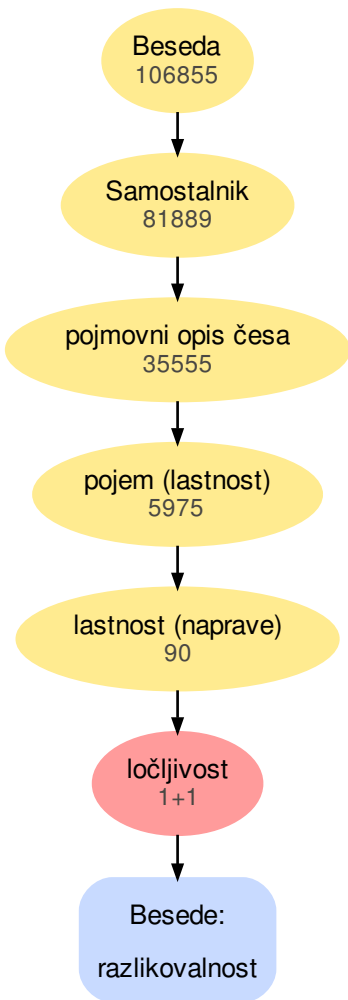 Beseda
106855
Samostalnik
81889
pojmovni opis česa
35555
pojem (lastnost)
5975
lastnost (naprave)
90
ločljivost
1+1
Besede:
razlikovalnost